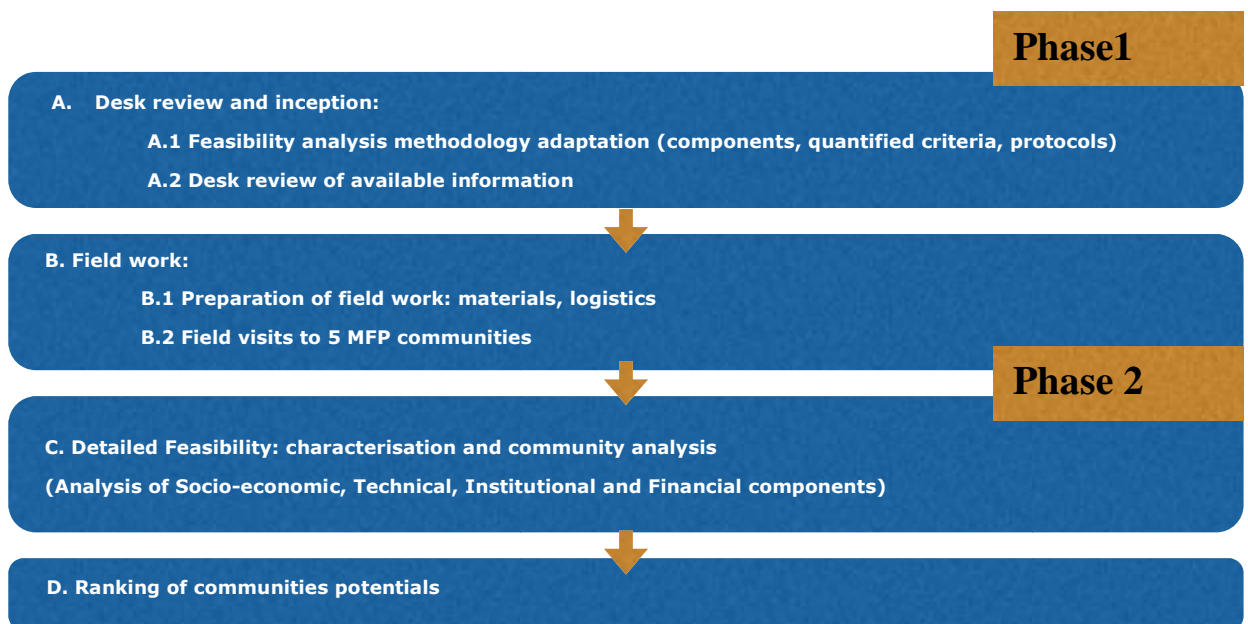 Phase1
A. Desk review and inception:
A.1 Feasibility analysis methodology adaptation (components, quantified criteria, protocols)
A.2 Desk review of available information
B. Field work:
B.1 Preparation of field work: materials, logistics
B.2 Field visits to 5 MFP communities
Phase 2
C. Detailed Feasibility: characterisation and community analysis
(Analysis of Socio-economic, Technical, Institutional and Financial components)
D. Ranking of communities potentials